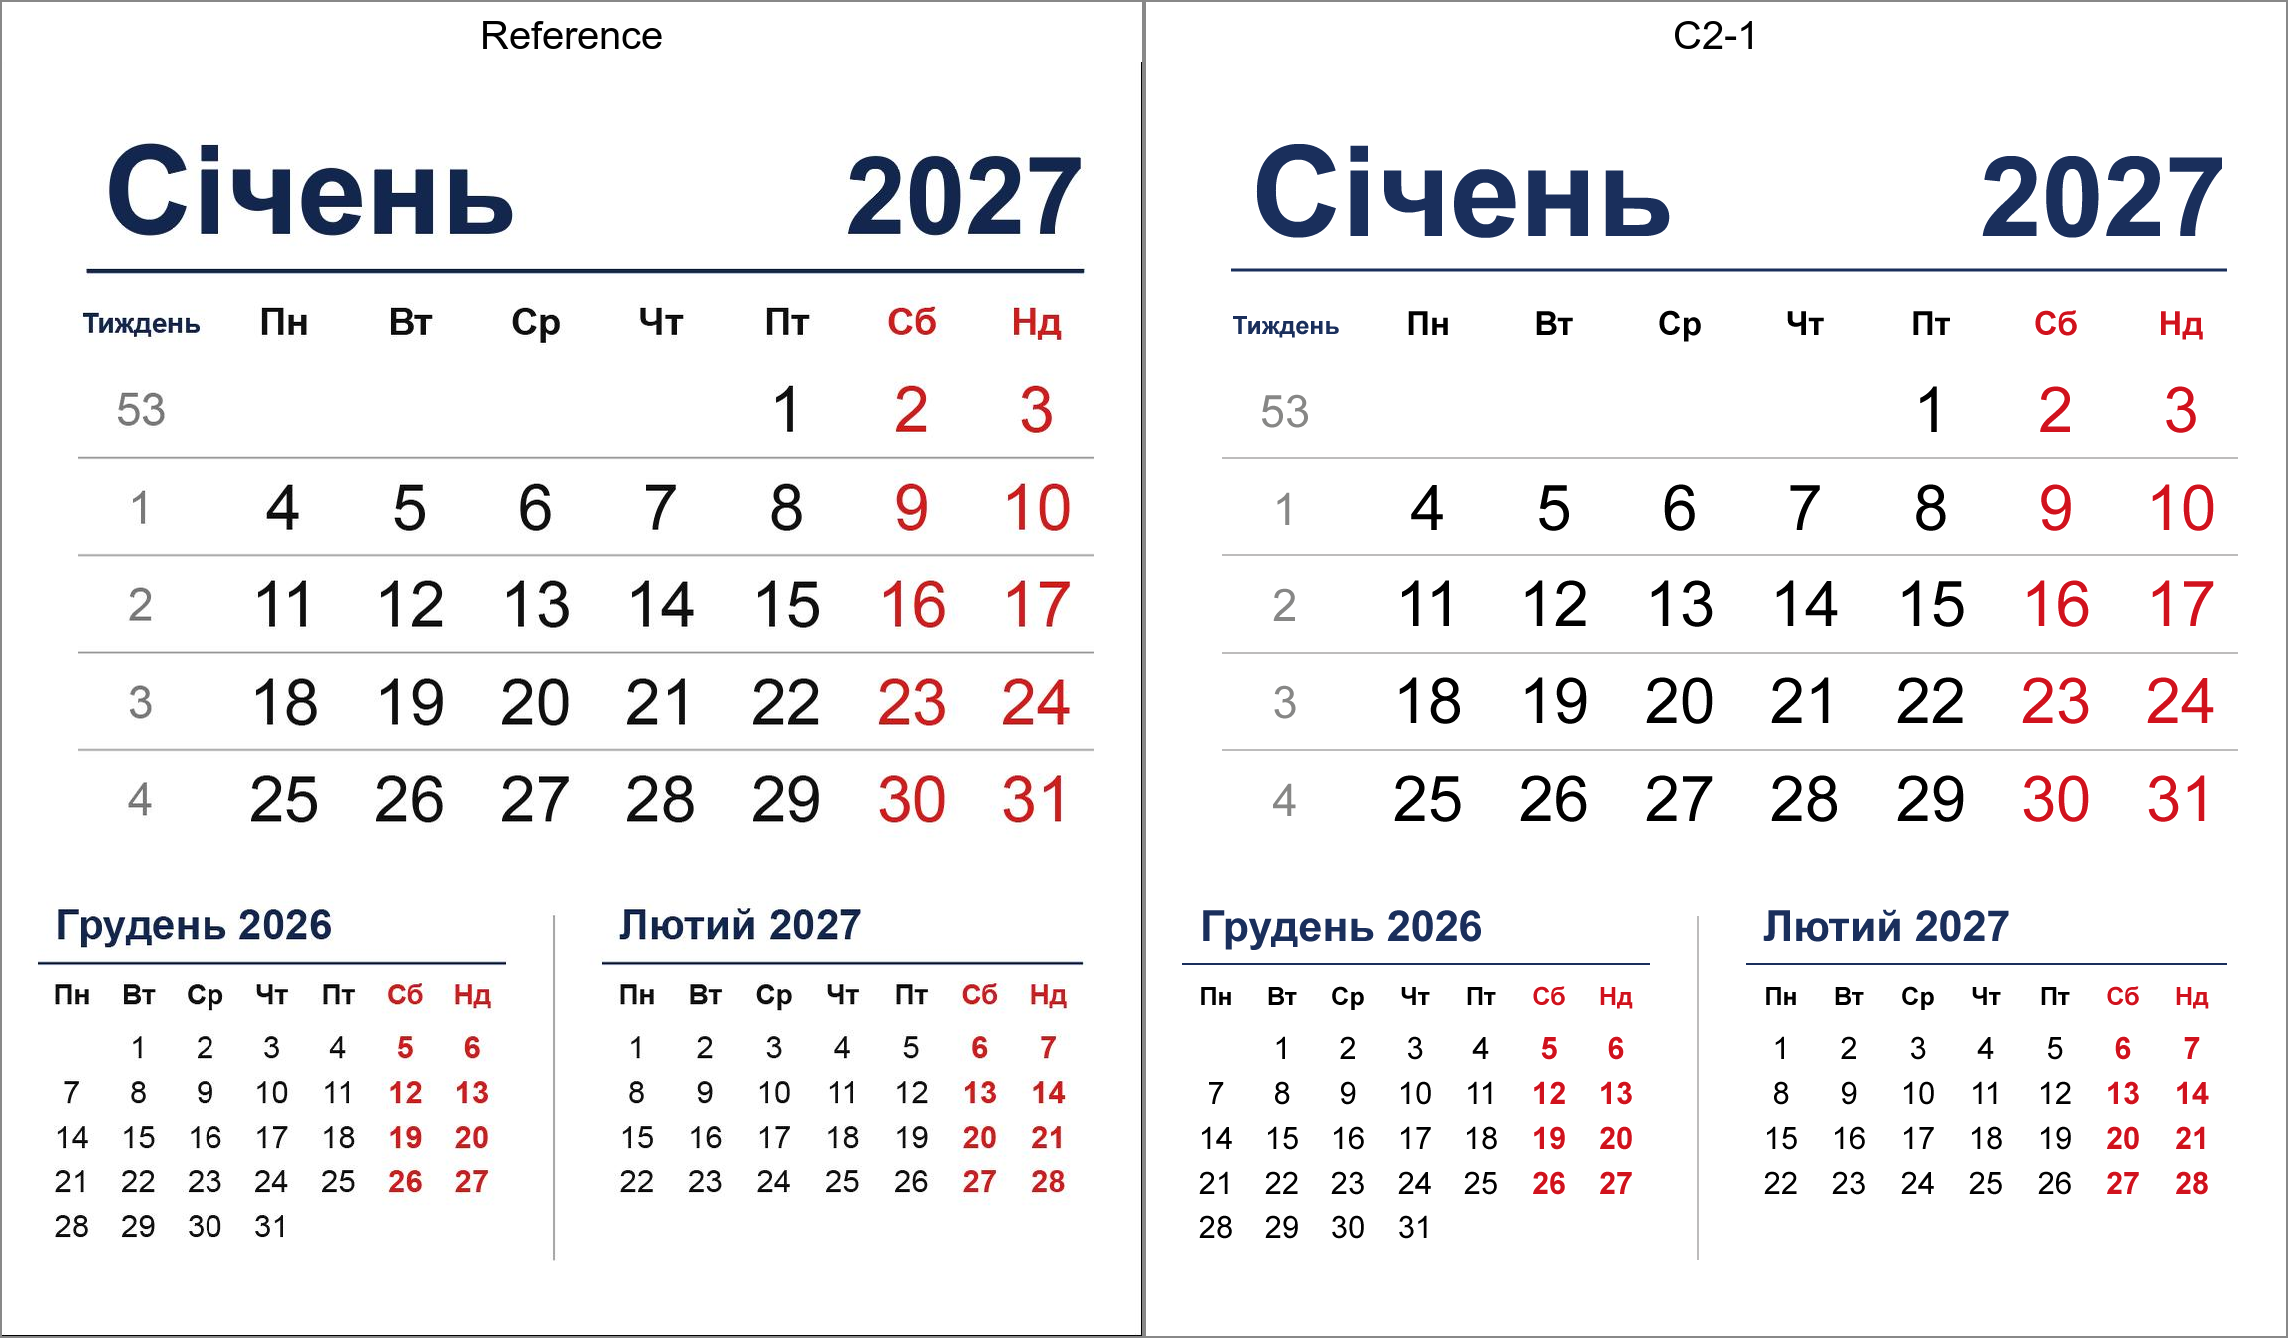 Reference
Січень 2027
Тиждень Пн Вт Ср Чт Пт Сб Нд
53 1 2 3
1 4 5 6 7 8 9 10
2 11 12 13 14 15 16 17
3 18 19 20 21 22 23 24
4 25 26 27 28 29 30 31
Грудень 2026
Пн Вт Ср Чт Пт Сб Нд
1 2 3 4 5 6
7 8 9 10 11 12 13
14 15 16 17 18 19 20
21 22 23 24 25 26 27
28 29 30 31
Лютий 2027
Пн Вт Ср Чт Пт Сб Нд
1 2 3 4 5 6 7
8 9 10 11 12 13 14
15 16 17 18 19 20 21
22 23 24 25 26 27 28
C2-1
Січень 2027
Тиждень Пн Вт Ср Чт Пт Сб Нд
53 1 2 3
1 4 5 6 7 8 9 10
2 11 12 13 14 15 16 17
3 18 19 20 21 22 23 24
4 25 26 27 28 29 30 31
Грудень 2026
Пн Вт Ср Чт Пт Сб Нд
1 2 3 4 5 6
7 8 9 10 11 12 13
14 15 16 17 18 19 20
21 22 23 24 25 26 27
28 29 30 31
Лютий 2027
Пн Вт Ср Чт Пт Сб Нд
1 2 3 4 5 6 7
8 9 10 11 12 13 14
15 16 17 18 19 20 21
22 23 24 25 26 27 28